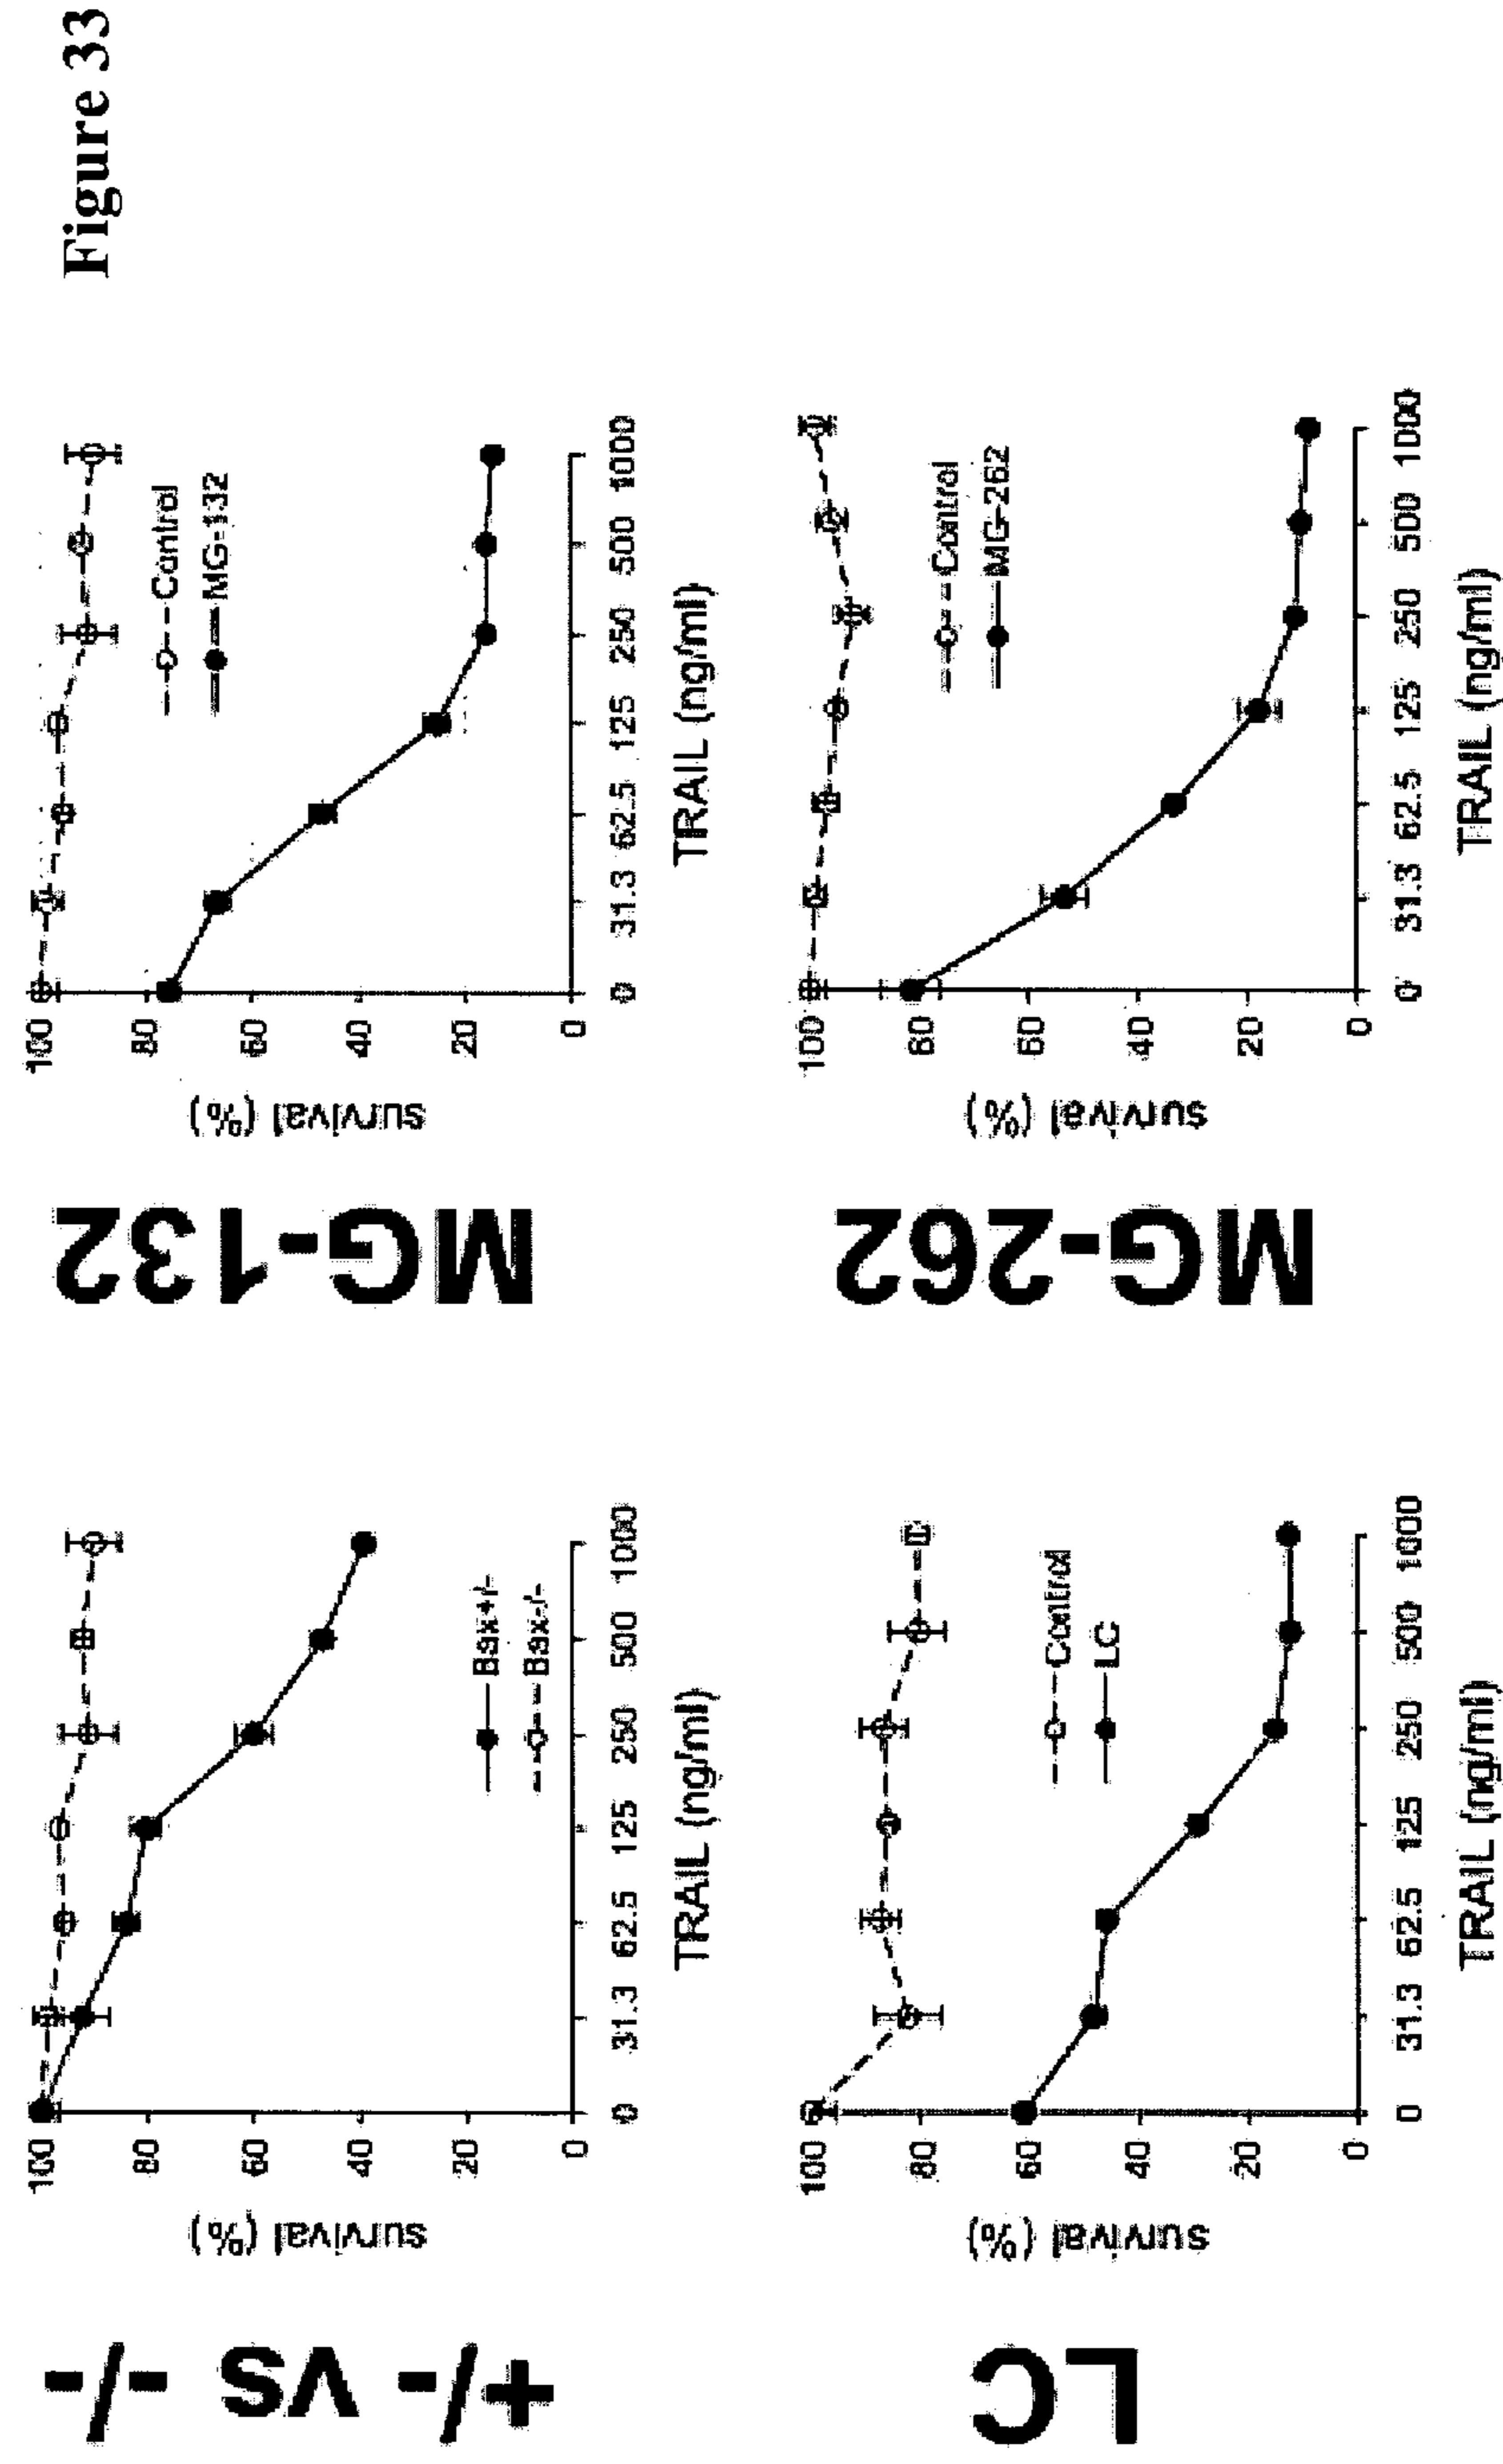 Figure 33
+/- vs -/-
survival (%)
100
80
60
40
20
0
Bax+/-
Bax-/-
0 31.3 62.5 125 250 500 1000
TRAIL (ng/ml)
MG-132
survival (%)
100
80
60
40
20
0
Control
MG-132
0 31.3 62.5 125 250 500 1000
TRAIL (ng/ml)
LC
survival (%)
100
80
60
40
20
0
Control
LC
0 31.3 62.5 125 250 500 1000
TRAIL (ng/ml)
MG-262
survival (%)
100
80
60
40
20
0
Control
MG-262
0 31.3 62.5 125 250 500 1000
TRAIL (ng/ml)